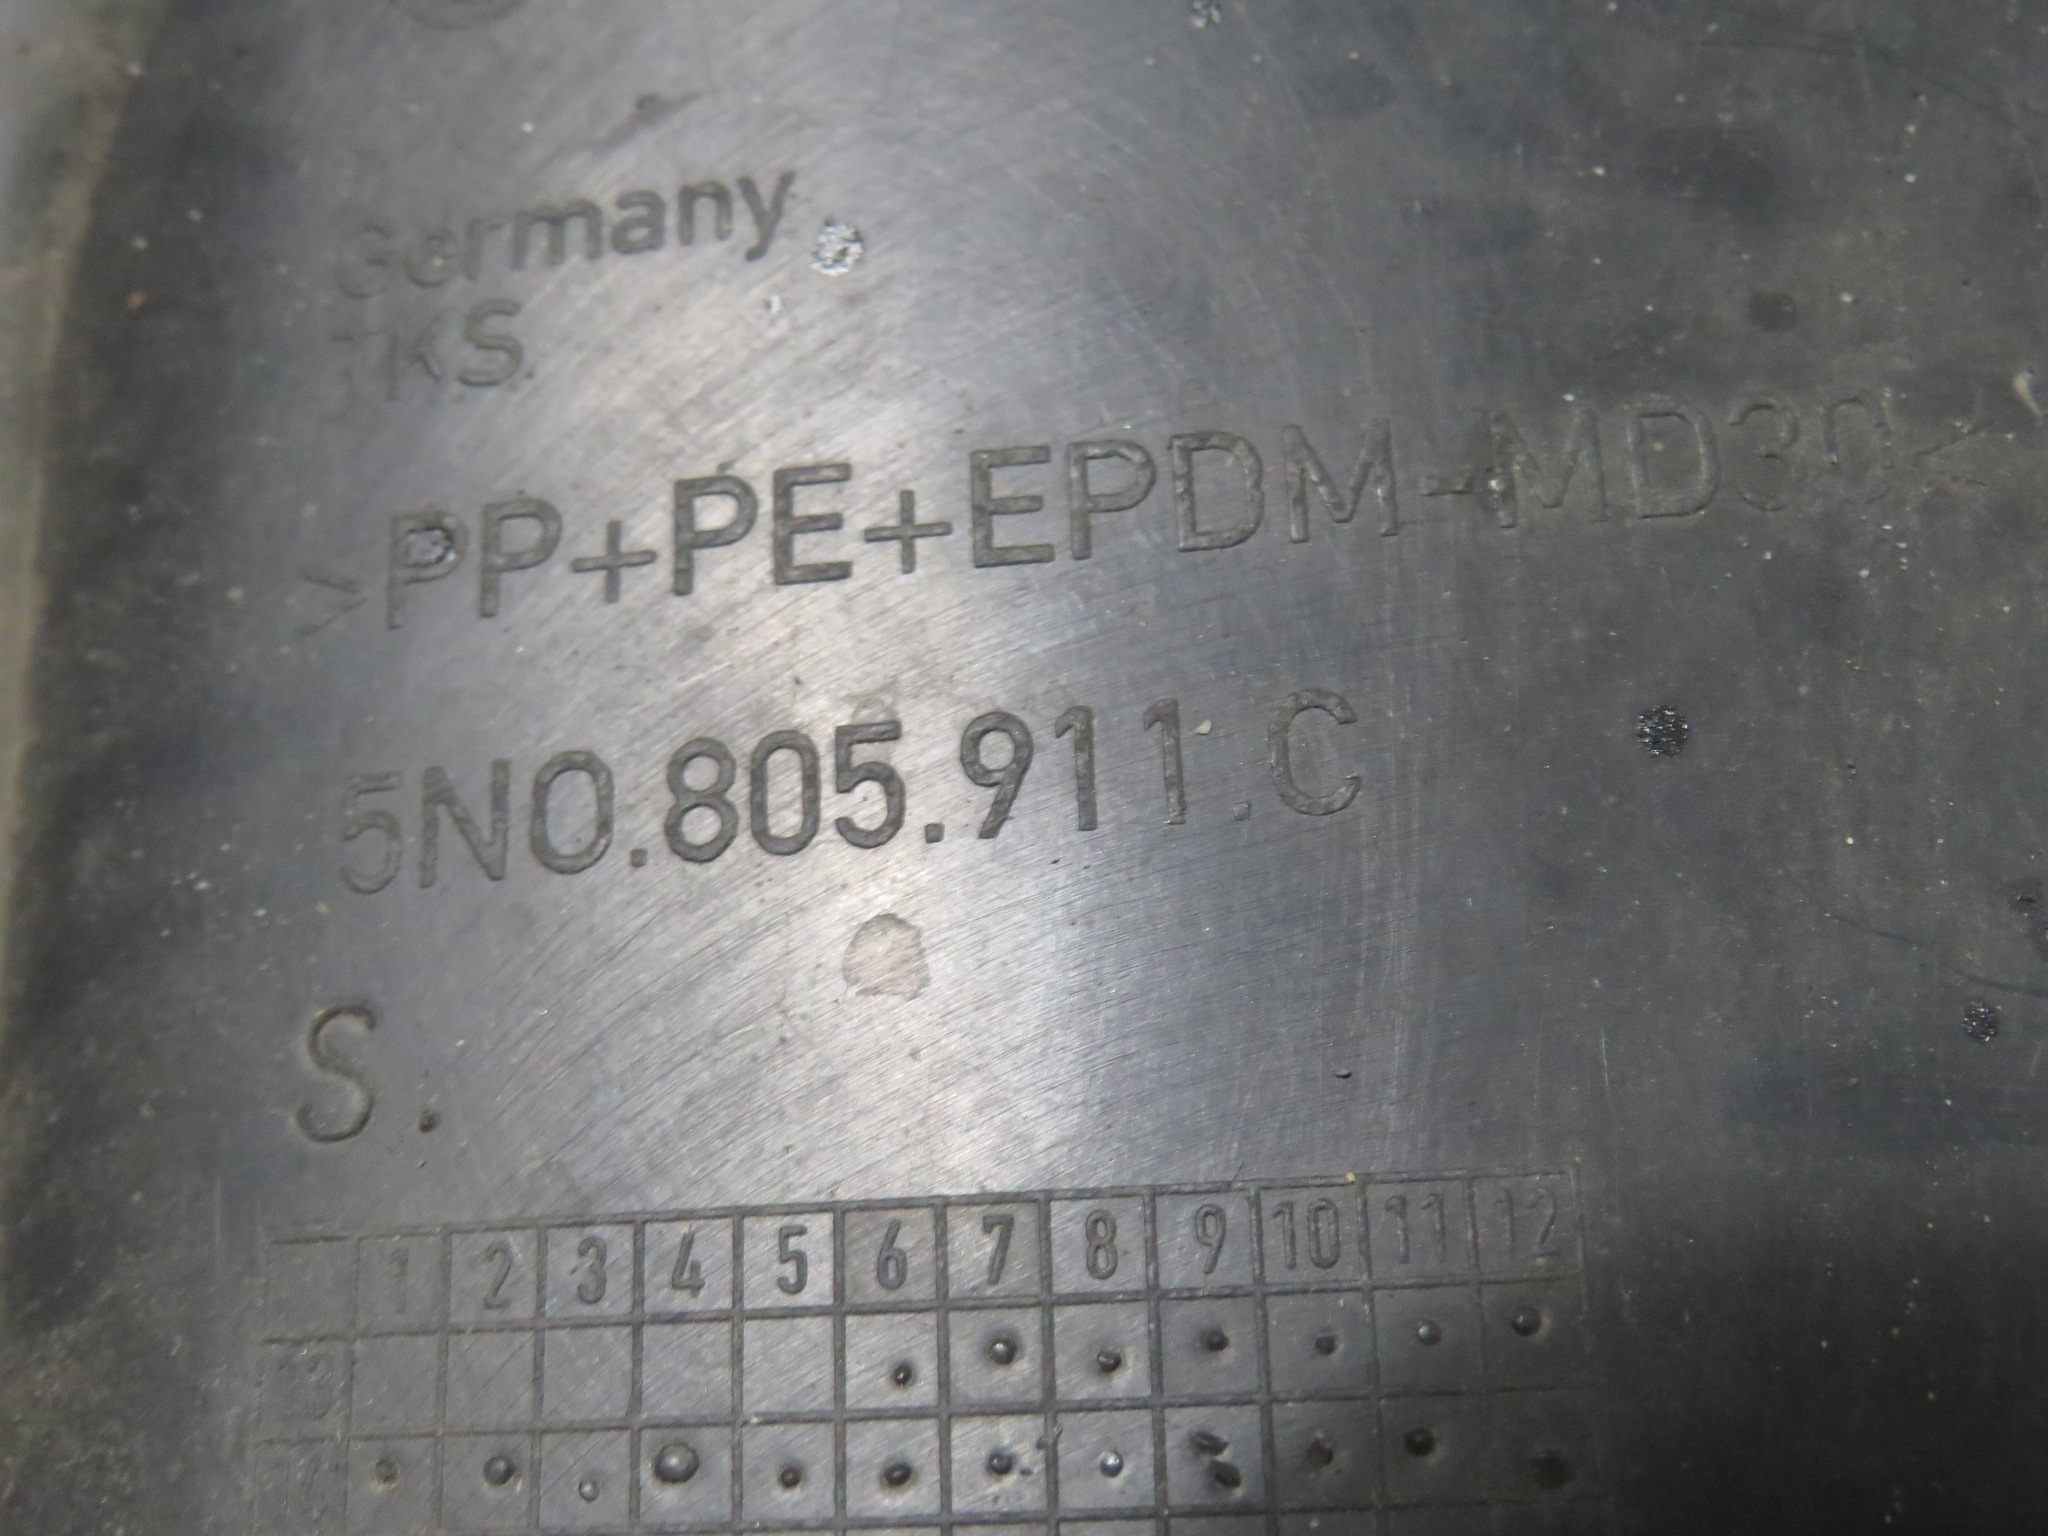 Germany
TKS
>PP+PE+EPDM-MD30<
5N0.805.911.C
S.
1 2 3 4 5 6 7 8 9 10 11 12